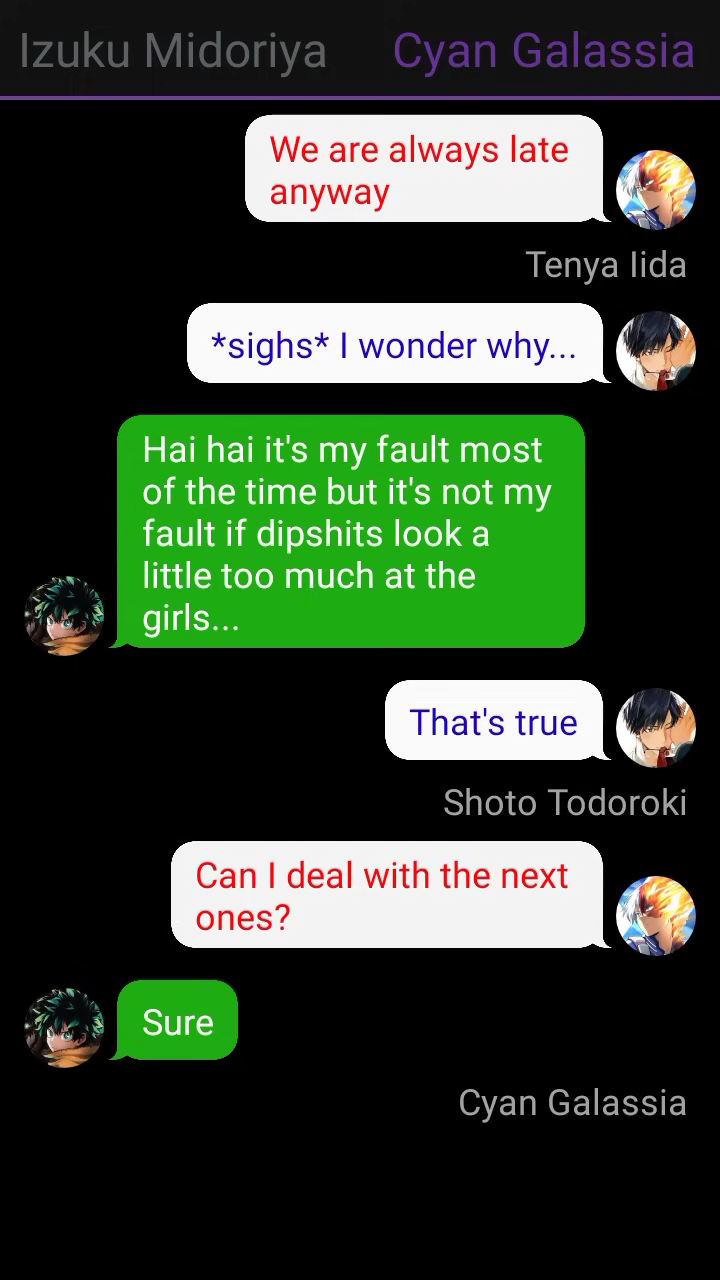 Izuku Midoriya Cyan Galassia
We are always late
anyway
Tenya Iida
*sighs* I wonder why...
Hai hai it's my fault most
of the time but it's not my
fault if dipshits look a
little too much at the
girls...
That's true
Shoto Todoroki
Can I deal with the next
ones?
Sure
Cyan Galassia